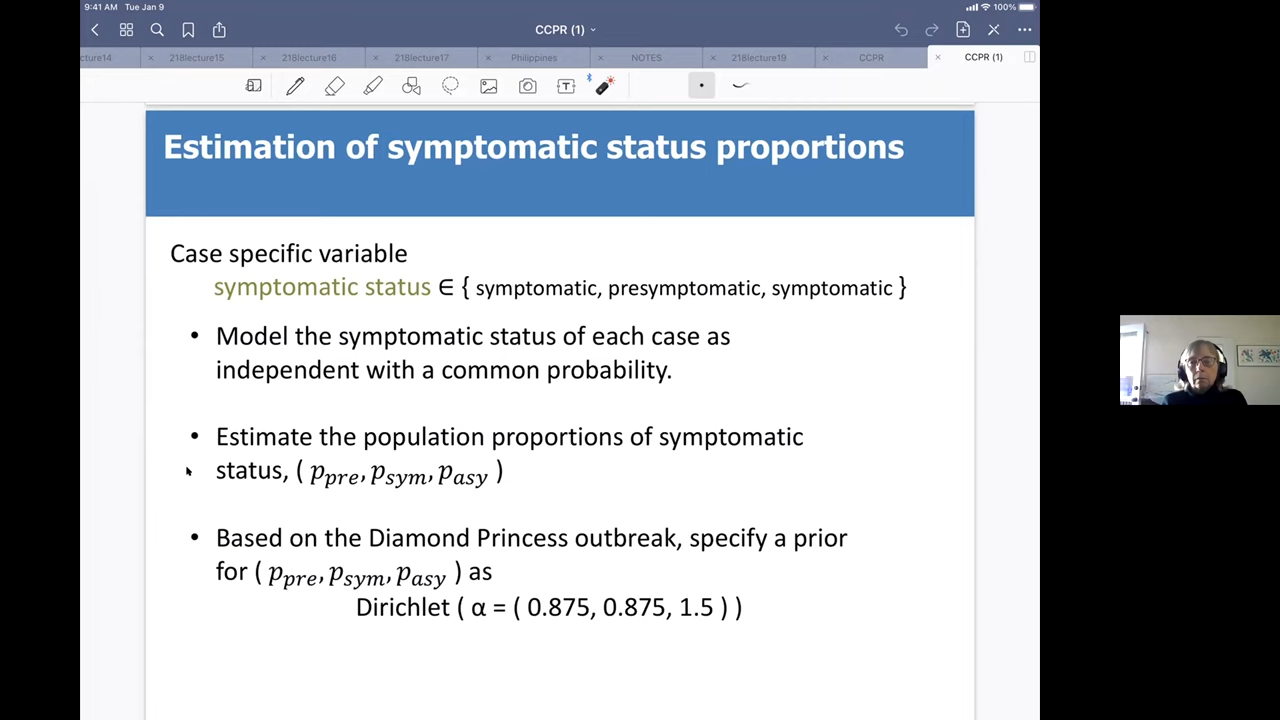 9:41 AM Tue Jan 9
100%
CCPR (1)
cture14
218lecture15
218lecture16
218lecture17
Philippines
NOTES
218lecture19
CCPR
CCPR (1)
Estimation of symptomatic status proportions
Case specific variable
symptomatic status ∈ { symptomatic, presymptomatic, symptomatic }
• Model the symptomatic status of each case as
independent with a common probability.
• Estimate the population proportions of symptomatic
status, ( p_pre, p_sym, p_asy )
• Based on the Diamond Princess outbreak, specify a prior
for ( p_pre, p_sym, p_asy ) as
Dirichlet ( α = ( 0.875, 0.875, 1.5 ) )